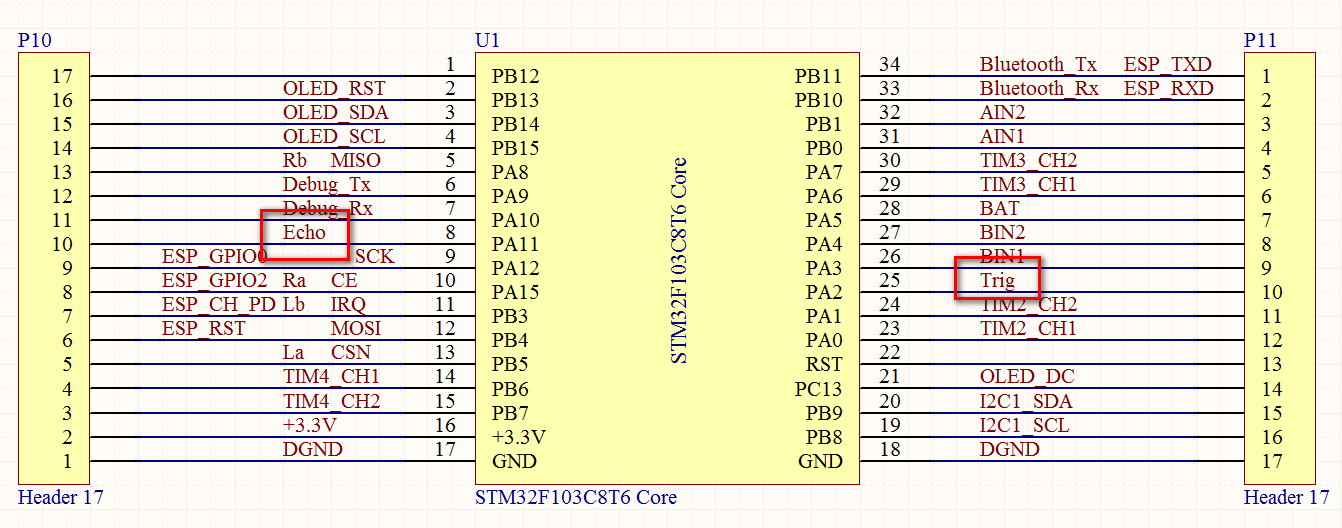 P10 U1 P11
17 1 PB12 PB11 34 Bluetooth_Tx ESP_TXD 1
16 OLED_RST 2 PB13 PB10 33 Bluetooth_Rx ESP_RXD 2
15 OLED_SDA 3 PB14 PB1 32 AIN2 3
14 OLED_SCL 4 PB15 PB0 31 AIN1 4
13 Rb MISO 5 PA8 PA7 30 TIM3_CH2 5
12 Debug_Tx 6 PA9 PA6 29 TIM3_CH1 6
11 Debug_Rx 7 PA10 PA5 28 BAT 7
10 Echo 8 PA11 PA4 27 BIN2 8
9 ESP_GPIO0 SCK 9 PA12 PA3 26 BIN1 9
8 ESP_GPIO2 Ra CE 10 PA15 PA2 25 Trig 10
7 ESP_CH_PD Lb IRQ 11 PB3 PA1 24 TIM2_CH2 11
6 ESP_RST MOSI 12 PB4 PA0 23 TIM2_CH1 12
5 La CSN 13 PB5 RST 22 13
4 TIM4_CH1 14 PB6 PC13 21 OLED_DC 14
3 TIM4_CH2 15 PB7 PB9 20 I2C1_SDA 15
2 +3.3V 16 +3.3V PB8 19 I2C1_SCL 16
1 DGND 17 GND GND 18 DGND 17
STM32F103C8T6 Core
Header 17 STM32F103C8T6 Core Header 17